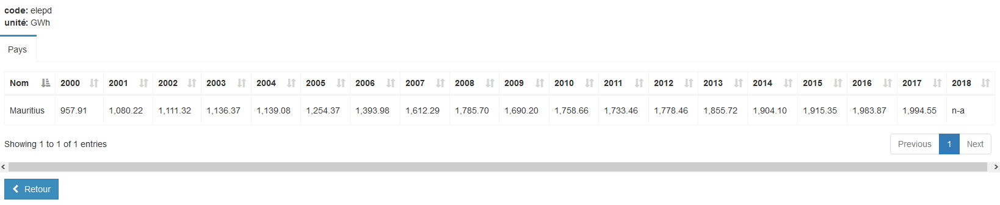 code: elepd
unité: GWh
Pays
Nom 2000 2001 2002 2003 2004 2005 2006 2007 2008 2009 2010 2011 2012 2013 2014 2015 2016 2017 2018
Mauritius 957.91 1,080.22 1,111.32 1,136.37 1,139.08 1,254.37 1,393.98 1,612.29 1,785.70 1,690.20 1,758.66 1,733.46 1,778.46 1,855.72 1,904.10 1,915.35 1,983.87 1,994.55 n-a
Showing 1 to 1 of 1 entries Previous 1 Next
Retour